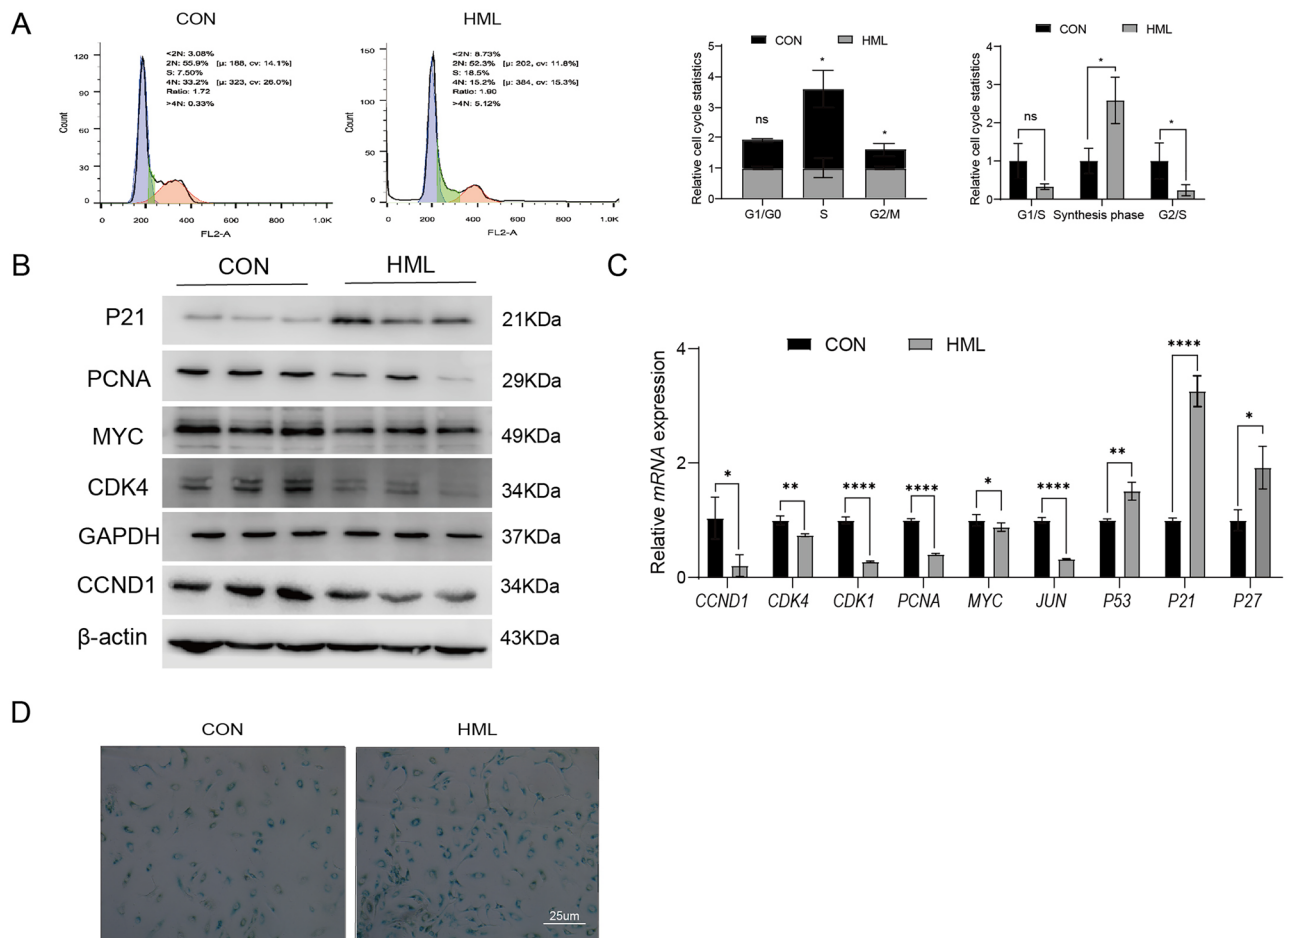 A
CON
HML
<2N: 3.08%
2N: 55.9% [µ: 188, cv: 14.1%]
S: 7.50%
4N: 33.2% [µ: 323, cv: 26.0%]
Ratio: 1.72
>4N: 0.33%
Count
120
90
60
30
0
0 200 400 600 800 1.0K
FL2-A
<2N: 8.73%
2N: 52.3% [µ: 202, cv: 11.8%]
S: 18.5%
4N: 15.2% [µ: 384, cv: 15.3%]
Ratio: 1.90
>4N: 5.12%
Count
150
100
50
0
0 200 400 600 800 1.0K
FL2-A
CON HML
Relative cell cycle statistics
5
4
3
2
1
0
ns
*
*
G1/G0 S G2/M
CON HML
Relative cell cycle statistics
4
3
2
1
0
ns
*
*
G1/S Synthesis phase G2/S
B
CON HML
P21 21KDa
PCNA 29KDa
MYC 49KDa
CDK4 34KDa
GAPDH 37KDa
CCND1 34KDa
β-actin 43KDa
C
CON HML
Relative mRNA expression
4
2
0
* ** **** **** * **** ** **** *
CCND1 CDK4 CDK1 PCNA MYC JUN P53 P21 P27
D
CON HML
25um